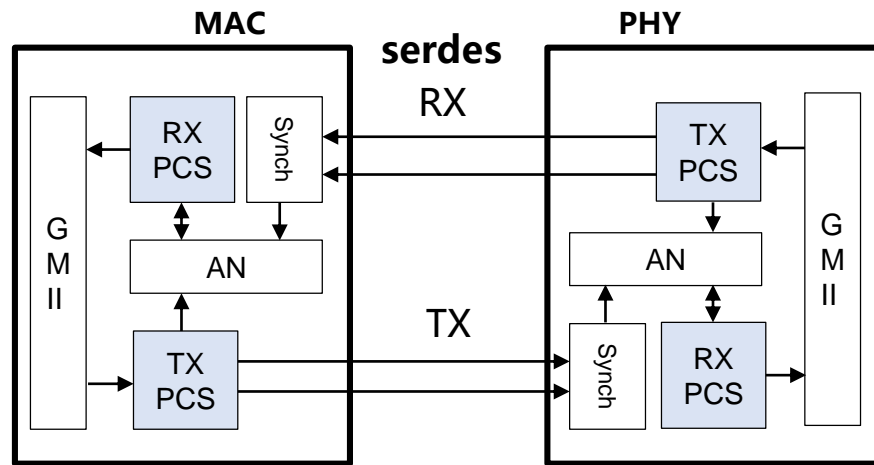 MAC
serdes
PHY
RX
RX
PCS
Synch
TX
PCS
G
M
II
AN
G
M
II
AN
TX
TX
PCS
Synch
RX
PCS